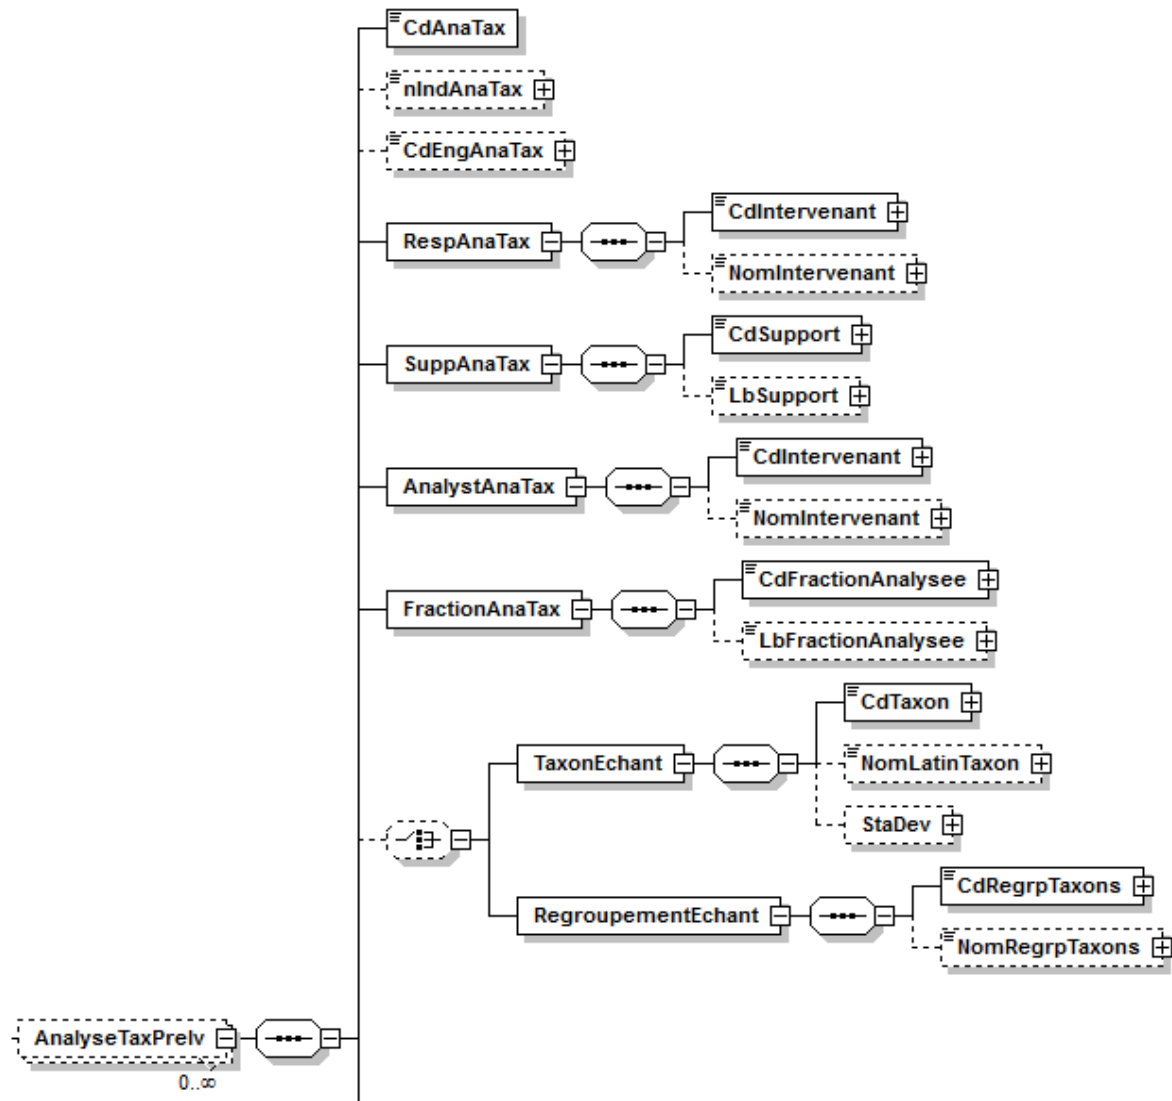 CdAnaTax
nIndAnaTax
CdEngAnaTax
RespAnaTax
CdIntervenant
NomIntervenant
SuppAnaTax
CdSupport
LbSupport
AnalystAnaTax
CdIntervenant
NomIntervenant
FractionAnaTax
CdFractionAnalysee
LbFractionAnalysee
TaxonEchant
CdTaxon
NomLatinTaxon
StaDev
RegroupementEchant
CdRegrpTaxons
NomRegrpTaxons
AnalyseTaxPrelv
0..∞